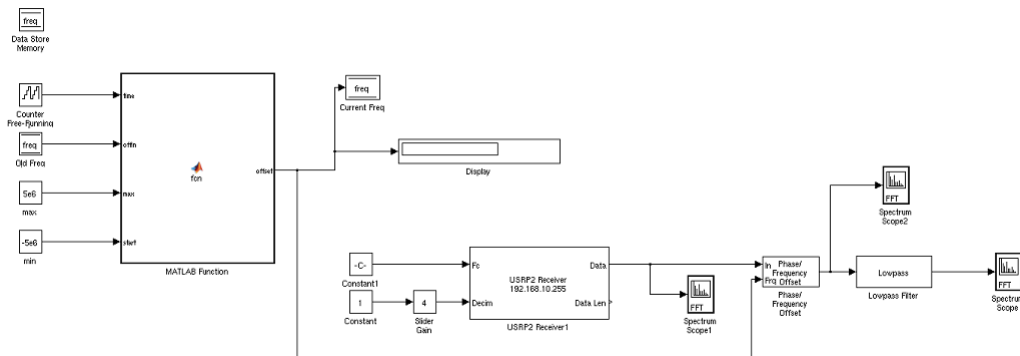 freq
Data Store
Memory
Counter
Free-Running
freq
Old Freq
5e6
max
-5e6
min
time
offin
max
start
fcn
offset
MATLAB Function
freq
Current Freq
Display
-C-
Constant1
1
Constant
4
Slider
Gain
Fc
Decim
USRP2 Receiver
192.168.10.255
Data
Data Len
USRP2 Receiver1
FFT
Spectrum
Scope1
In
Frq
Phase/
Frequency
Offset
Phase/
Frequency
Offset
FFT
Spectrum
Scope2
Lowpass
Lowpass Filter
FFT
Spectrum
Scope